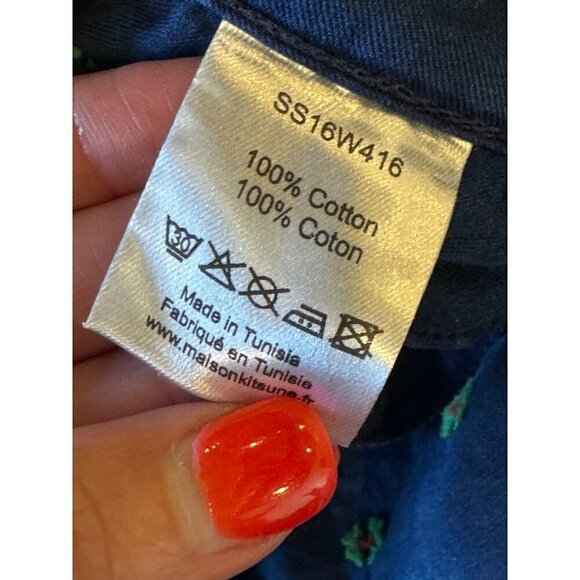 SS16W416
100% Cotton
100% Coton
30
Made in Tunisia
Fabriqué en Tunisie
www.maisonkitsune.fr